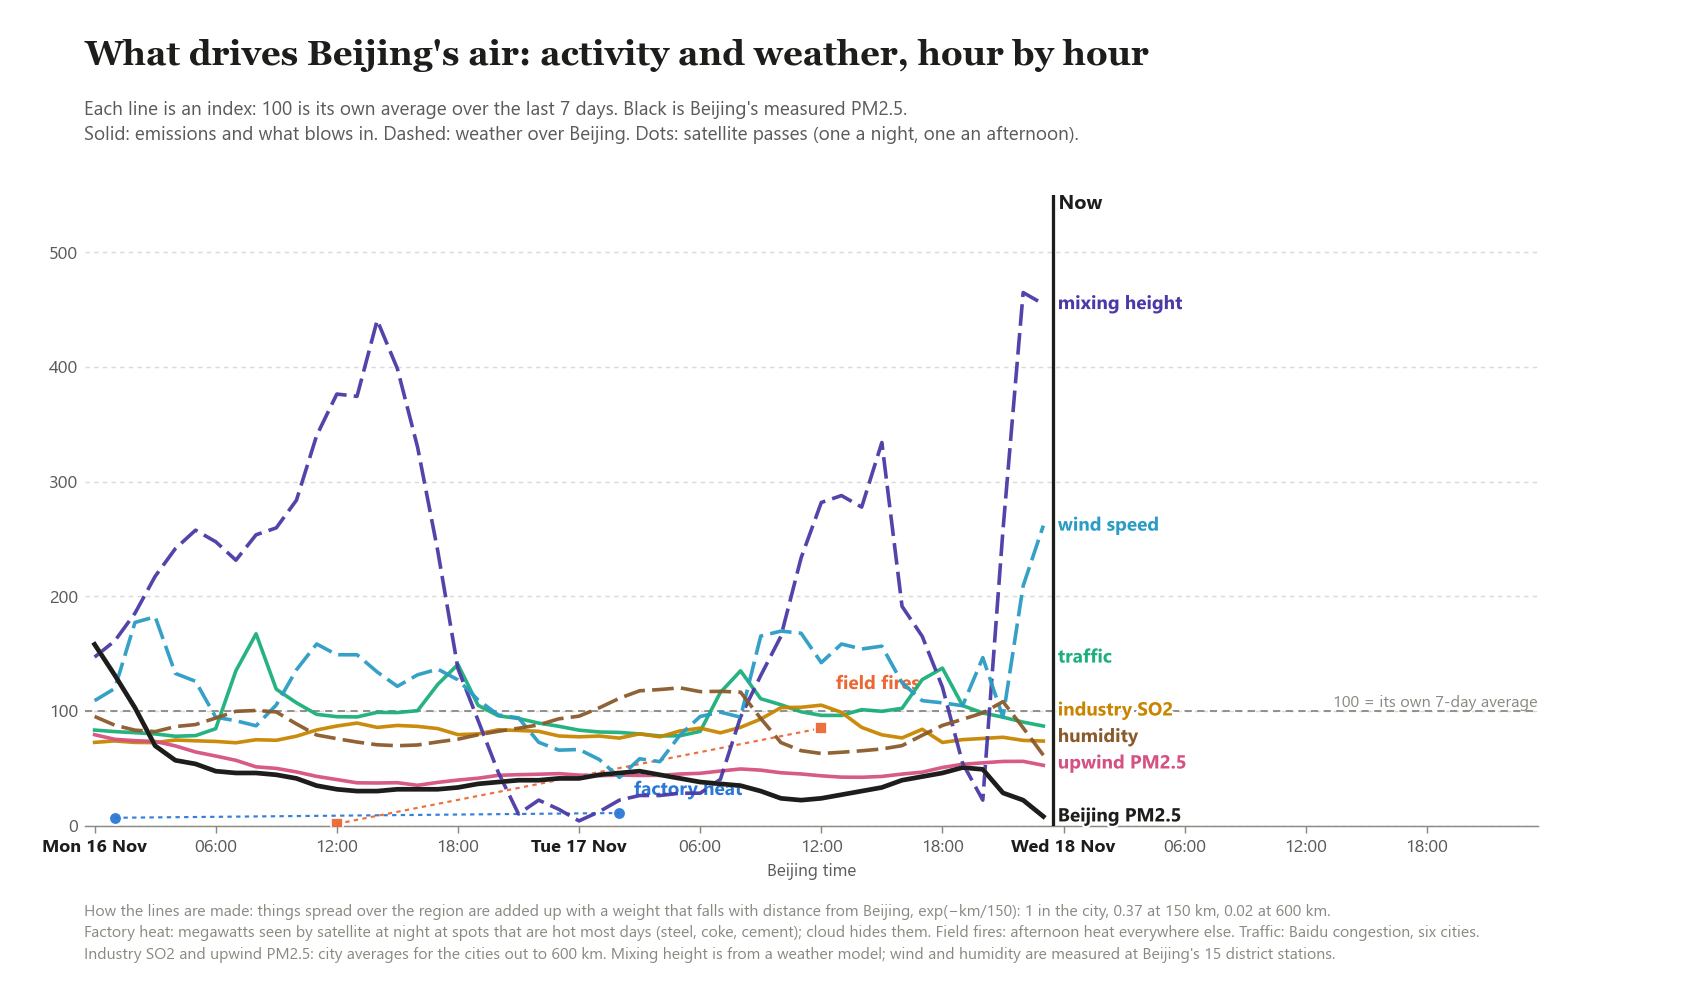 What drives Beijing's air: activity and weather, hour by hour
Each line is an index: 100 is its own average over the last 7 days. Black is Beijing's measured PM2.5.
Solid: emissions and what blows in. Dashed: weather over Beijing. Dots: satellite passes (one a night, one an afternoon).
Now
500
mixing height
400
300
wind speed
200
traffic
field fires
100 = its own 7-day average
100
industry SO2
humidity
upwind PM2.5
factory heat
Beijing PM2.5
0
Mon 16 Nov 06:00 12:00 18:00 Tue 17 Nov 06:00 12:00 18:00 Wed 18 Nov 06:00 12:00 18:00
Beijing time
How the lines are made: things spread over the region are added up with a weight that falls with distance from Beijing, exp(−km/150): 1 in the city, 0.37 at 150 km, 0.02 at 600 km.
Factory heat: megawatts seen by satellite at night at spots that are hot most days (steel, coke, cement); cloud hides them. Field fires: afternoon heat everywhere else. Traffic: Baidu congestion, six cities.
Industry SO2 and upwind PM2.5: city averages for the cities out to 600 km. Mixing height is from a weather model; wind and humidity are measured at Beijing's 15 district stations.